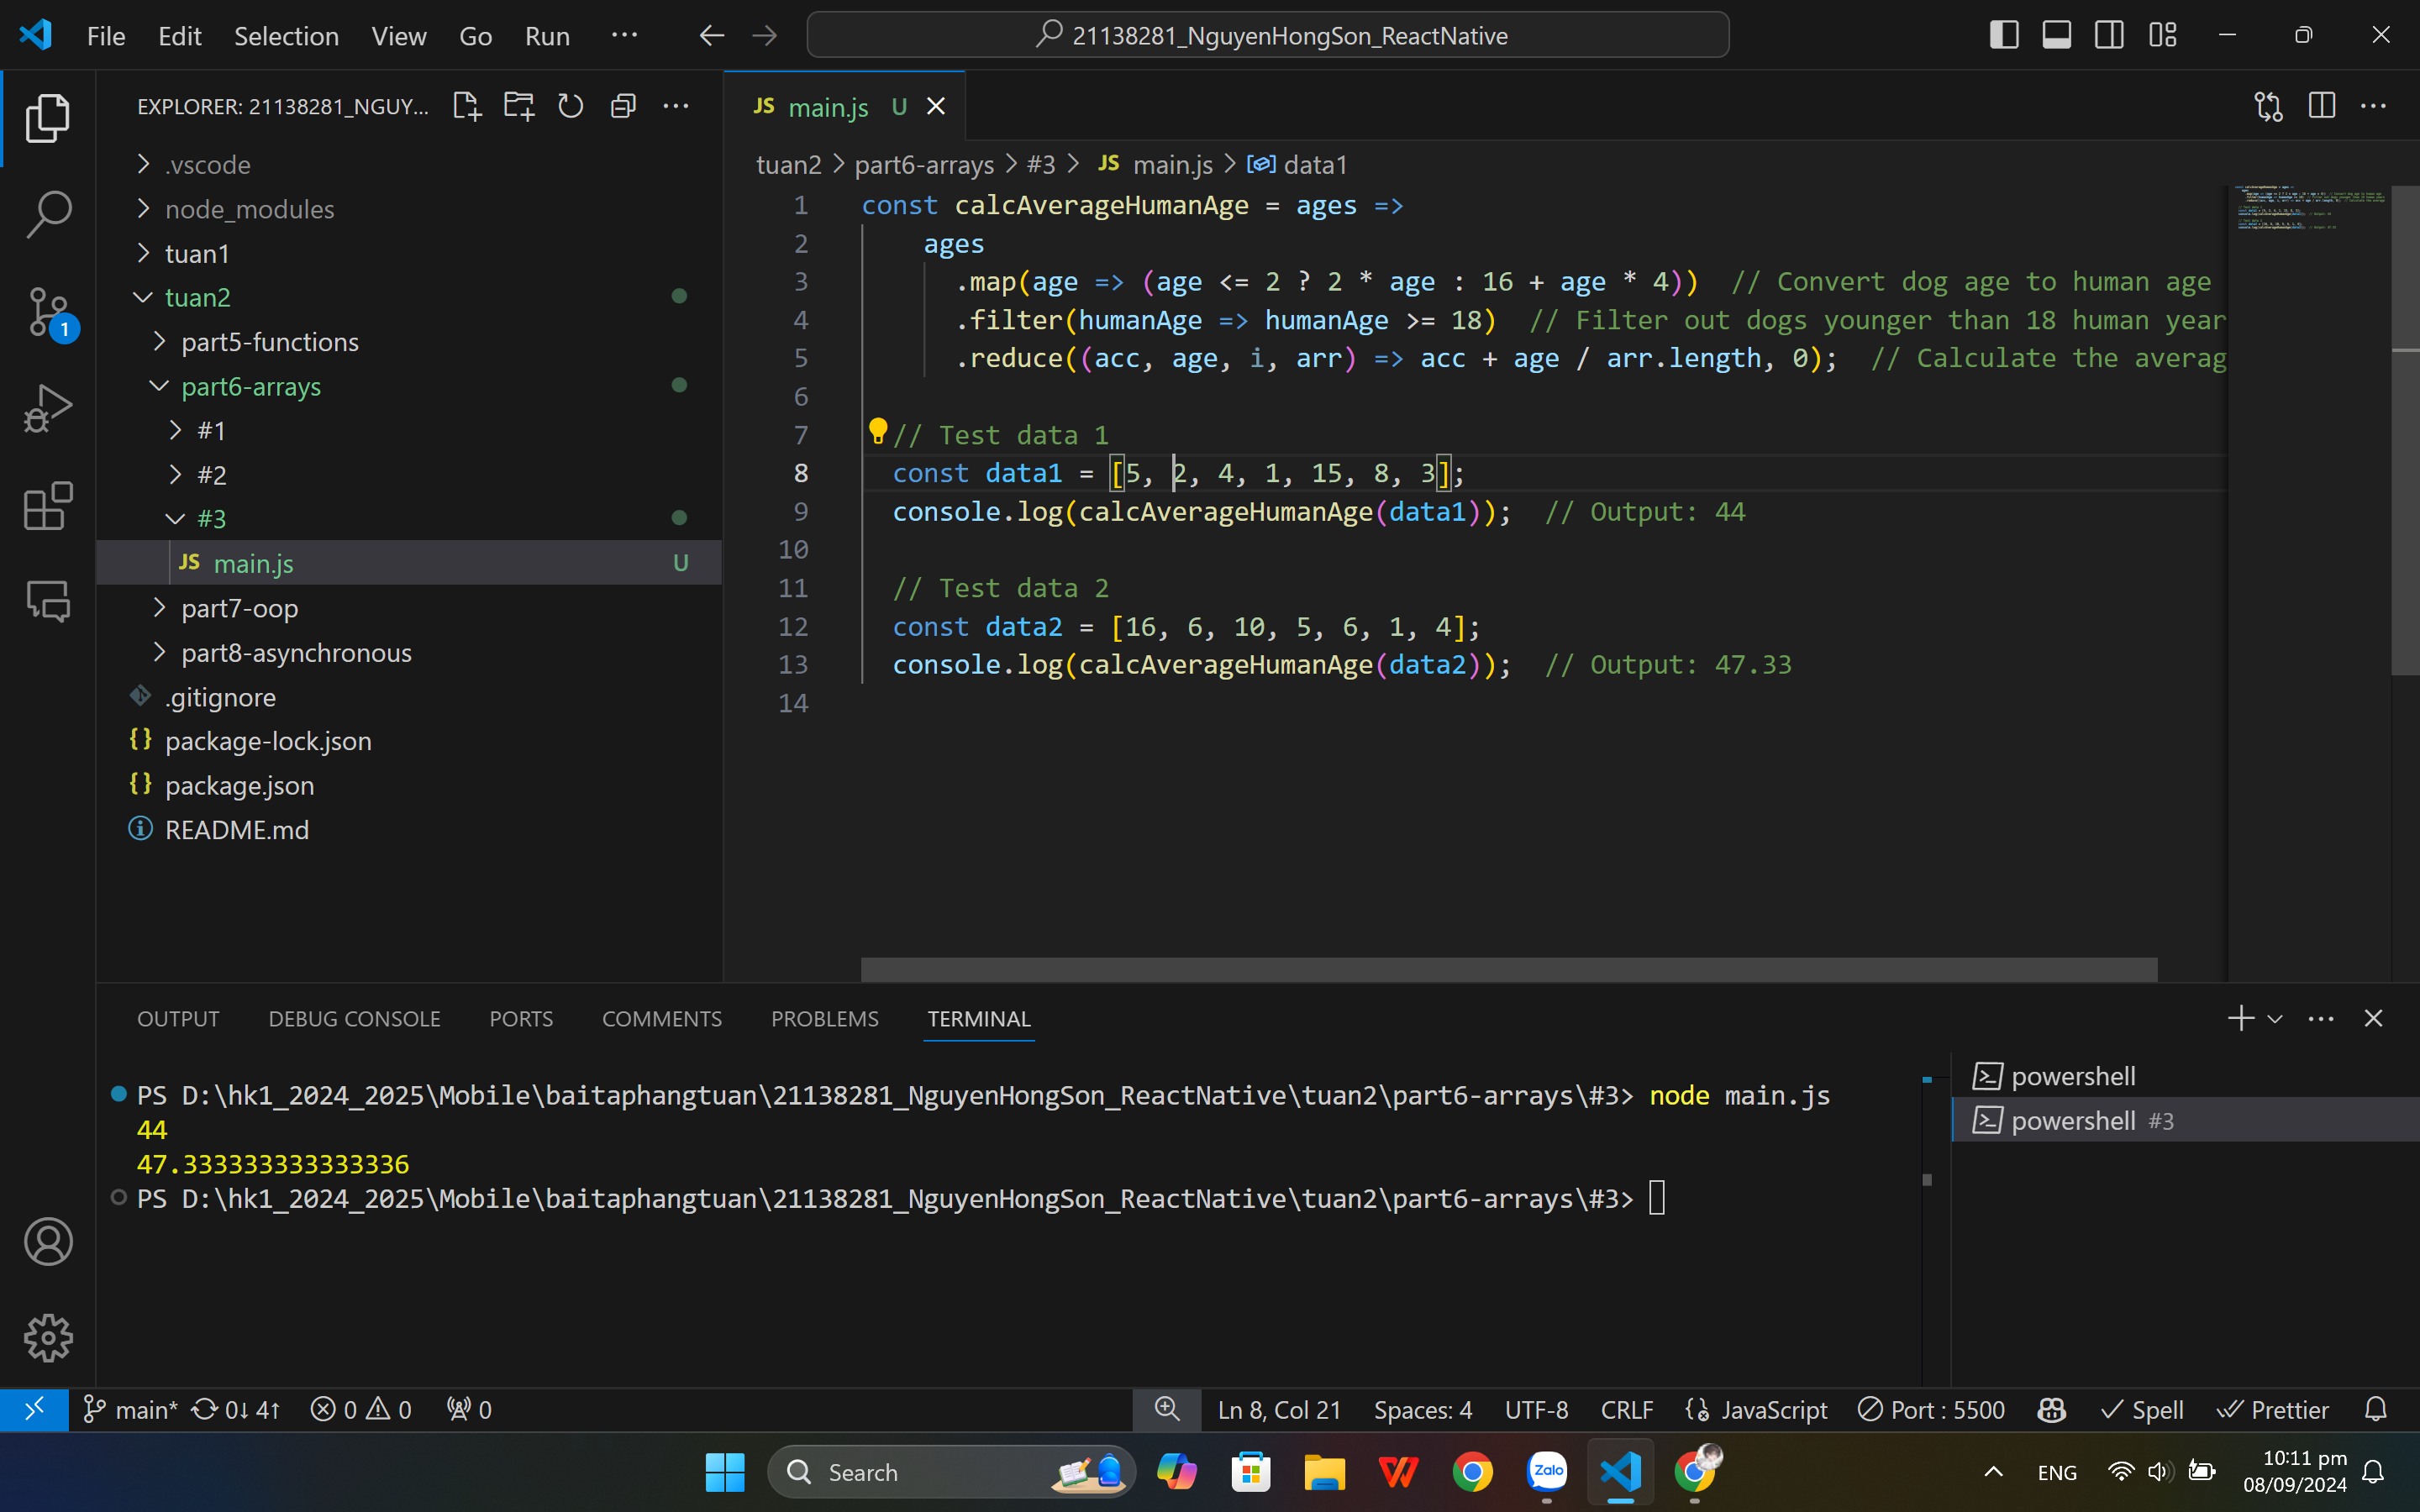 File Edit Selection View Go Run ··· 21138281_NguyenHongSon_ReactNative
EXPLORER: 21138281_NGUY...
.vscode
node_modules
tuan1
tuan2
part5-functions
part6-arrays
#1
#2
#3
JS main.js U
part7-oop
part8-asynchronous
.gitignore
{} package-lock.json
{} package.json
README.md
1
JS main.js U
tuan2 > part6-arrays > #3 > JS main.js > data1
1 const calcAverageHumanAge = ages =>
2 ages
3 .map(age => (age <= 2 ? 2 * age : 16 + age * 4)) // Convert dog age to human age
4 .filter(humanAge => humanAge >= 18) // Filter out dogs younger than 18 human year
5 .reduce((acc, age, i, arr) => acc + age / arr.length, 0); // Calculate the averag
6
7 // Test data 1
8 const data1 = [5, 2, 4, 1, 15, 8, 3];
9 console.log(calcAverageHumanAge(data1)); // Output: 44
10
11 // Test data 2
12 const data2 = [16, 6, 10, 5, 6, 1, 4];
13 console.log(calcAverageHumanAge(data2)); // Output: 47.33
14
OUTPUT DEBUG CONSOLE PORTS COMMENTS PROBLEMS TERMINAL
PS D:\hk1_2024_2025\Mobile\baitaphangtuan\21138281_NguyenHongSon_ReactNative\tuan2\part6-arrays\#3> node main.js
44
47.333333333333336
PS D:\hk1_2024_2025\Mobile\baitaphangtuan\21138281_NguyenHongSon_ReactNative\tuan2\part6-arrays\#3>
powershell
powershell #3
main* 0↓ 4↑ 0 0 0 Ln 8, Col 21 Spaces: 4 UTF-8 CRLF JavaScript Port : 5500 Spell Prettier
Search Zalo ENG 10:11 pm
08/09/2024